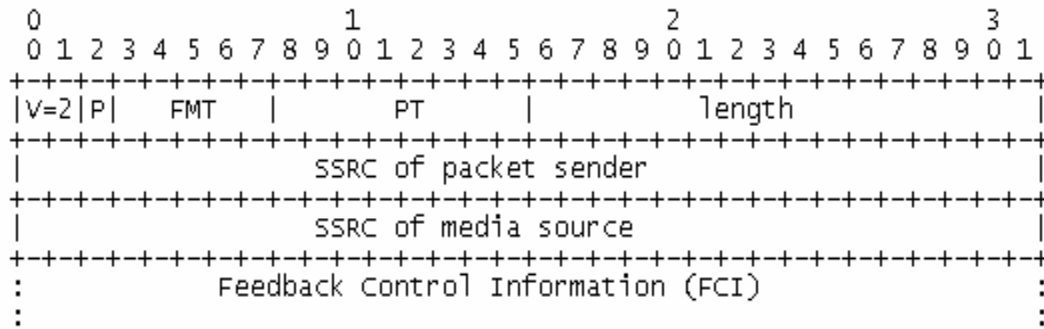 0                   1                   2                   3
0 1 2 3 4 5 6 7 8 9 0 1 2 3 4 5 6 7 8 9 0 1 2 3 4 5 6 7 8 9 0 1
+-+-+-+-+-+-+-+-+-+-+-+-+-+-+-+-+-+-+-+-+-+-+-+-+-+-+-+-+-+-+-+-+
|V=2|P|   FMT   |       PT      |          length               |
+-+-+-+-+-+-+-+-+-+-+-+-+-+-+-+-+-+-+-+-+-+-+-+-+-+-+-+-+-+-+-+-+
|                  SSRC of packet sender                        |
+-+-+-+-+-+-+-+-+-+-+-+-+-+-+-+-+-+-+-+-+-+-+-+-+-+-+-+-+-+-+-+-+
|                  SSRC of media source                         |
+-+-+-+-+-+-+-+-+-+-+-+-+-+-+-+-+-+-+-+-+-+-+-+-+-+-+-+-+-+-+-+-+
:            Feedback Control Information (FCI)                 :
:                                                               :